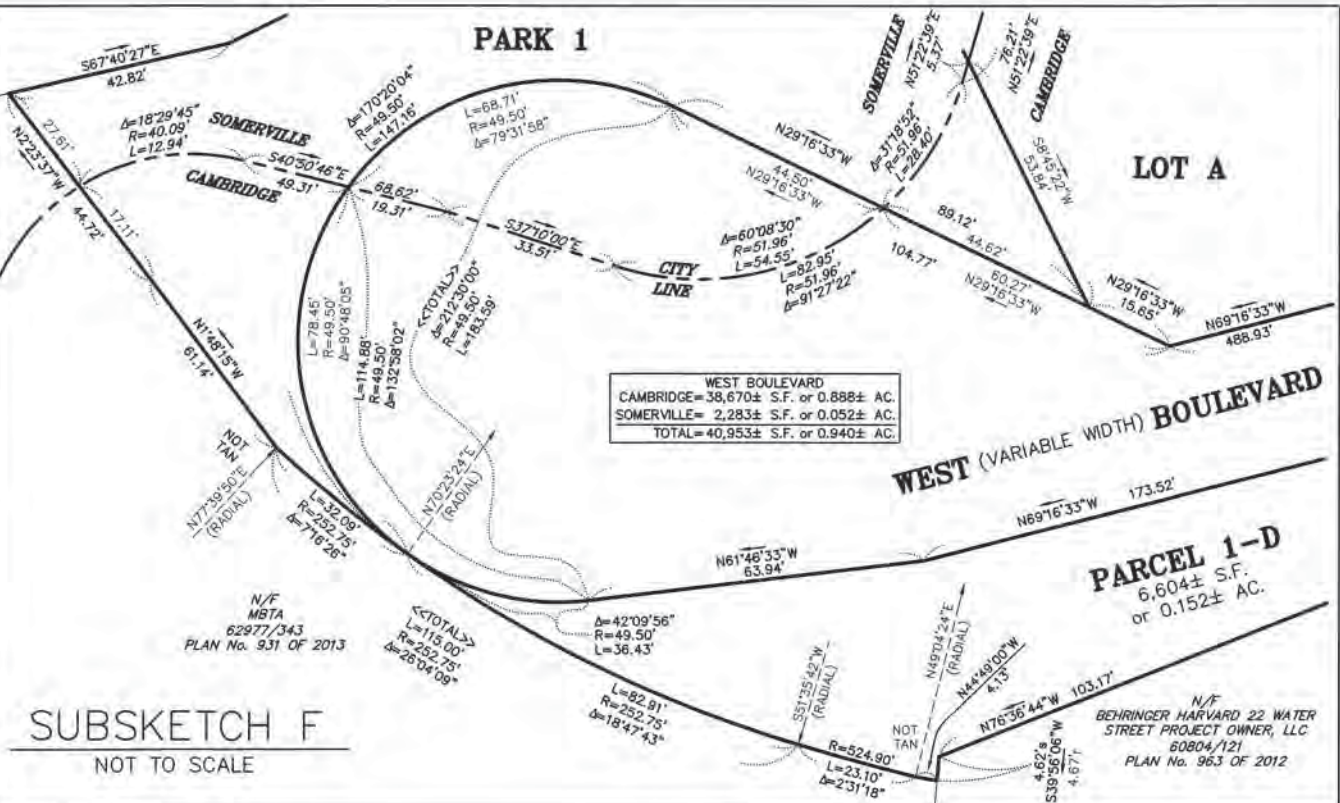 PARK 1
S67°40'27"E
42.82'
27.61'
N2°23'37"W
44.72'
17.11'
Δ=18°29'45"
R=40.09'
L=12.94'
SOMERVILLE
CAMBRIDGE
S40°50'46"E
49.31'
Δ=170°20'04"
R=49.50'
L=147.16'
L=68.71'
R=49.50'
Δ=79°31'58"
68.62'
19.31'
S37°10'00"E
33.51'
CITY
LINE
N29°16'33"W
44.50'
N29°16'33"W
SOMERVILLE
N51°22'39"E
5.37'
76.21'
N51°22'39"E
CAMBRIDGE
Δ=31°18'52"
R=51.96'
L=28.40'
S8°45'22"W
53.84'
LOT A
Δ=60°08'30"
R=51.96'
L=54.55'
L=82.95'
R=51.96'
Δ=91°27'22"
89.12'
44.62'
104.77'
60.27'
N29°16'33"W
N29°16'33"W
15.65'
N69°16'33"W
488.93'
N1°48'15"W
61.14'
L=78.45'
R=49.50'
Δ=90°48'05"
L=114.88'
R=49.50'
Δ=132°58'02"
<<TOTAL>>
Δ=212°30'00"
R=49.50'
L=183.59'
WEST BOULEVARD
CAMBRIDGE=38,670± S.F. or 0.888± AC.
SOMERVILLE= 2,283± S.F. or 0.052± AC.
TOTAL=40,953± S.F. or 0.940± AC.
WEST (VARIABLE WIDTH) BOULEVARD
NOT
TAN
N77°39'50"E
(RADIAL)
L=32.09'
R=252.75'
Δ=7°16'26"
N70°23'24"E
(RADIAL)
N69°16'33"W 173.52'
N61°46'33"W
63.94'
PARCEL 1-D
6,604± S.F.
or 0.152± AC.
N/F
MBTA
62977/343
PLAN No. 931 OF 2013
<<TOTAL>>
L=115.00'
R=252.75'
Δ=26°04'09"
Δ=42°09'56"
R=49.50'
L=36.43'
L=82.91'
R=252.75'
Δ=18°47'43"
S51°35'42"W
(RADIAL)
N49°04'24"E
(RADIAL)
N44°49'00"W
4.13'
NOT
TAN
N76°36'44"W 103.17'
R=524.90'
L=23.10'
Δ=2°31'18"
4.62's
S39°56'06"W
4.67'r
N/F
BEHRINGER HARVARD 22 WATER
STREET PROJECT OWNER, LLC
60804/121
PLAN No. 963 OF 2012
SUBSKETCH F
NOT TO SCALE